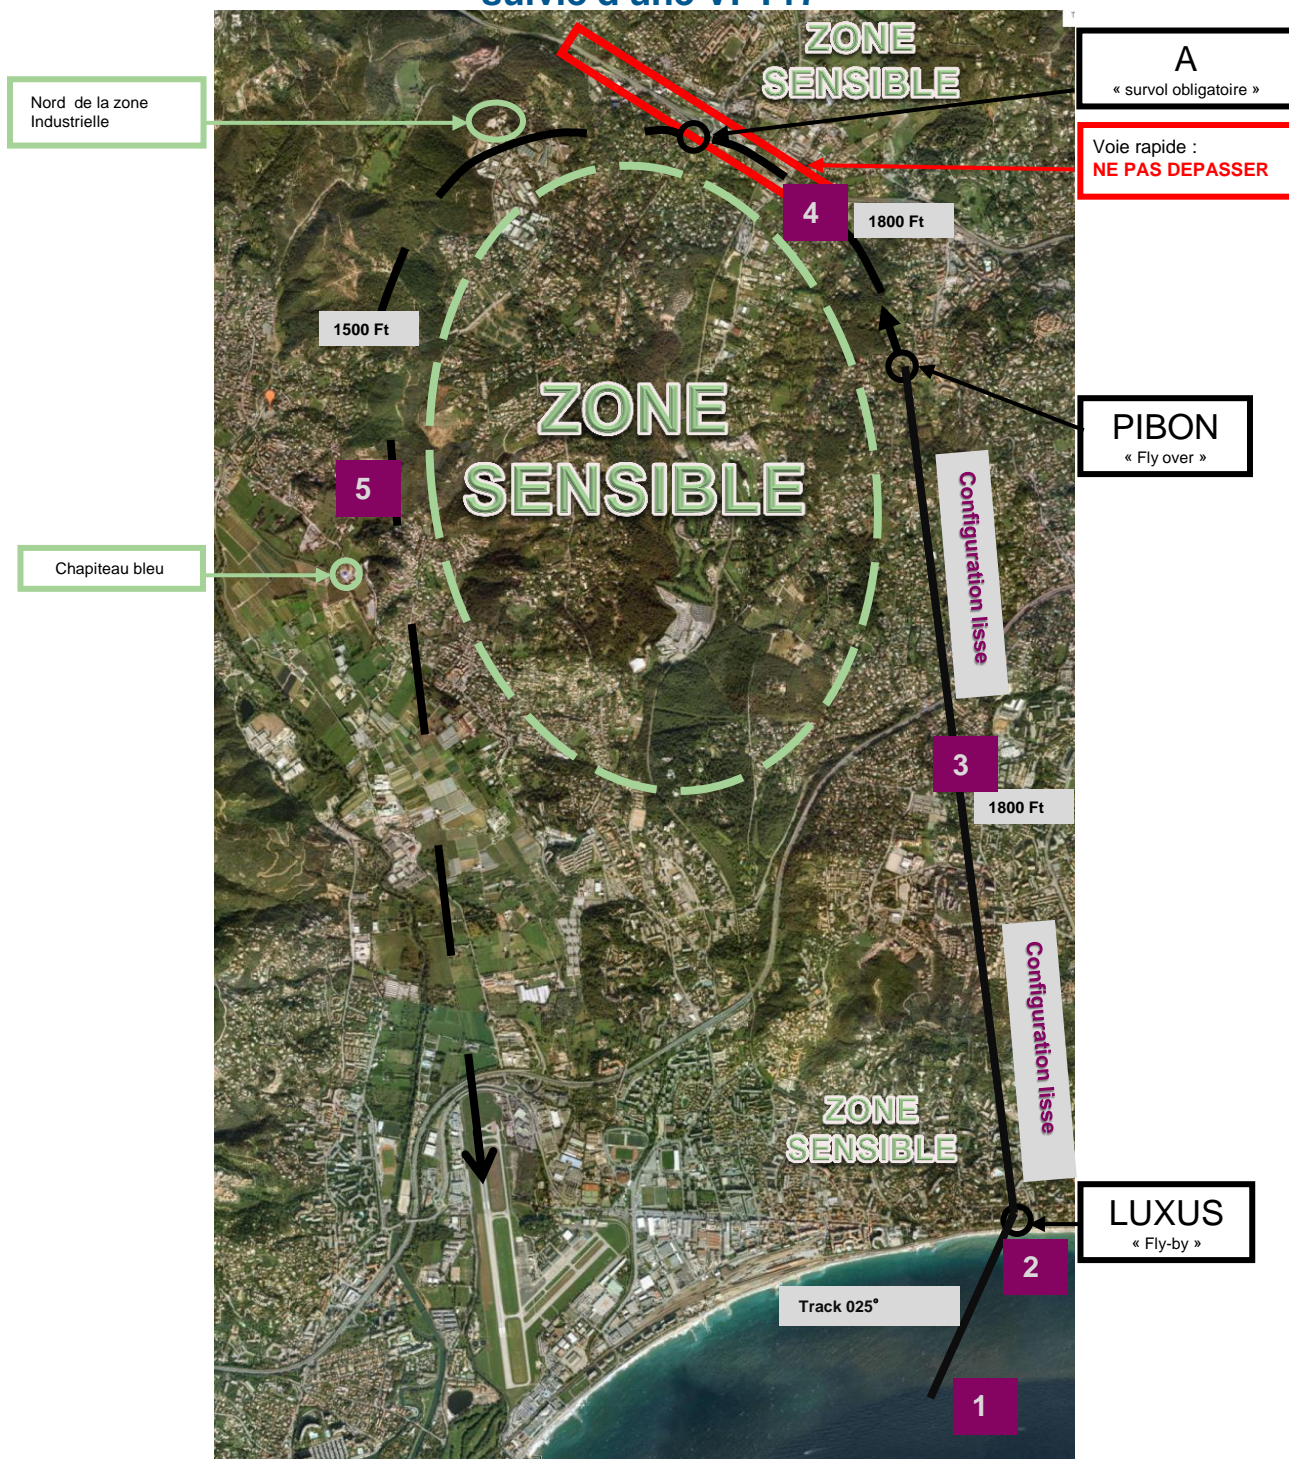 ZONE
SENSIBLE
A
« survol obligatoire »
Nord de la zone
Industrielle
Voie rapide :
NE PAS DEPASSER
4
1800 Ft
1500 Ft
ZONE
SENSIBLE
PIBON
« Fly over »
5
Configuration lisse
Chapiteau bleu
3
1800 Ft
Configuration lisse
ZONE
SENSIBLE
LUXUS
« Fly-by »
2
Track 025°
1